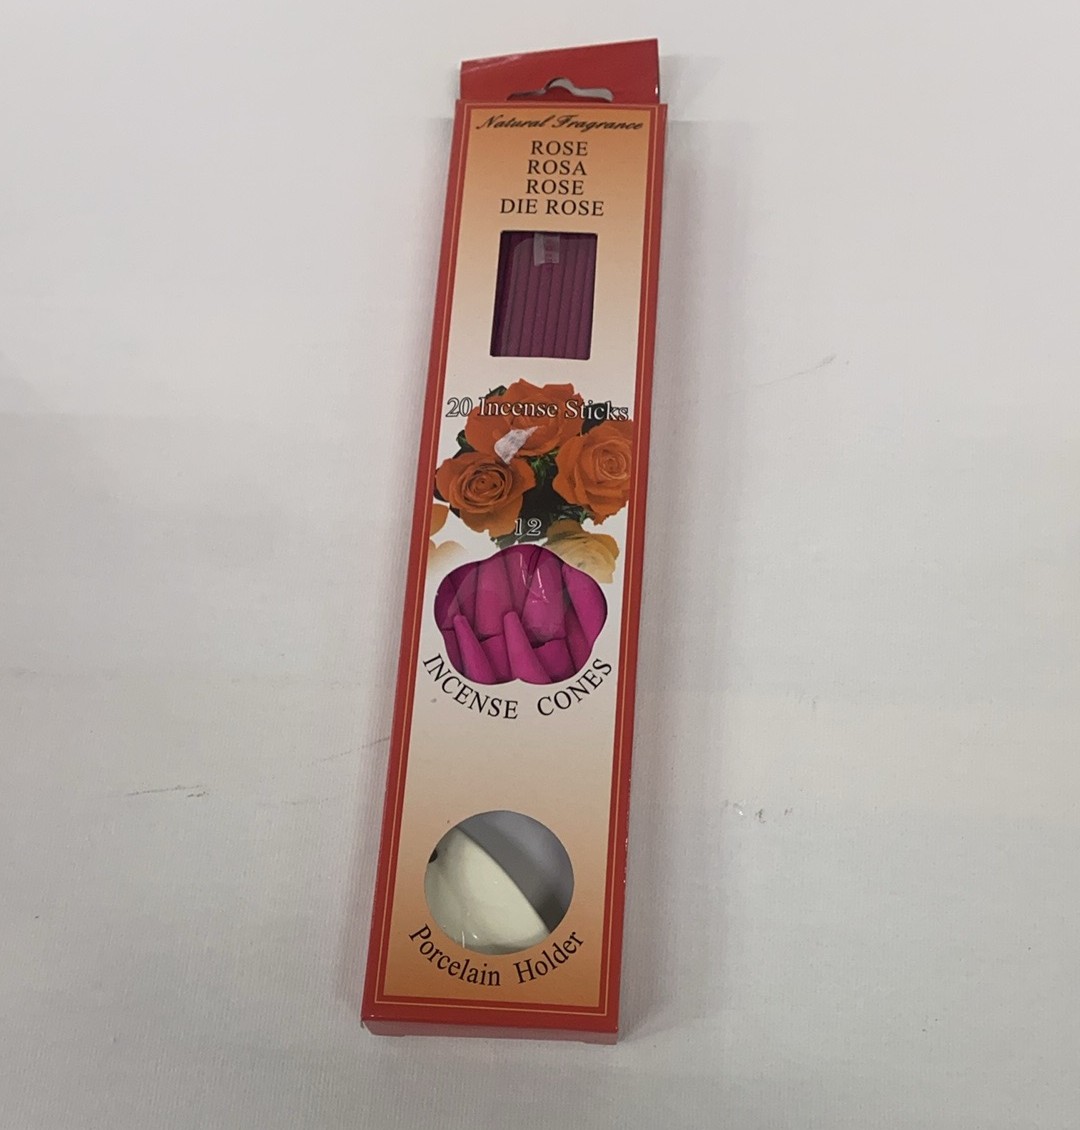 Natural Fragrance
ROSE
ROSA
ROSE
DIE ROSE
20 Incense Sticks
12
INCENSE CONES
Porcelain Holder